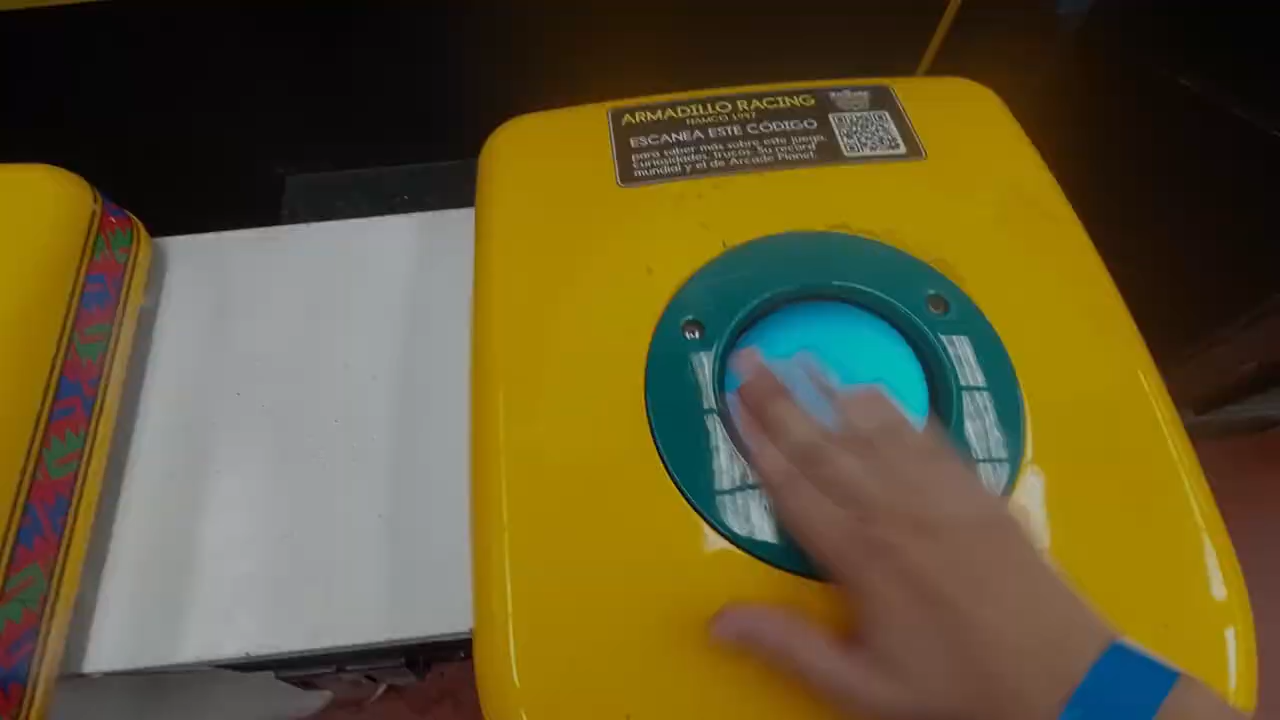 ARMADILLO RACING
NAMCO 1997
ESCANEA ESTE CÓDIGO
para saber más sobre este juego,
curiosidades, trucos. Su record
mundial y el de Arcade Planet.